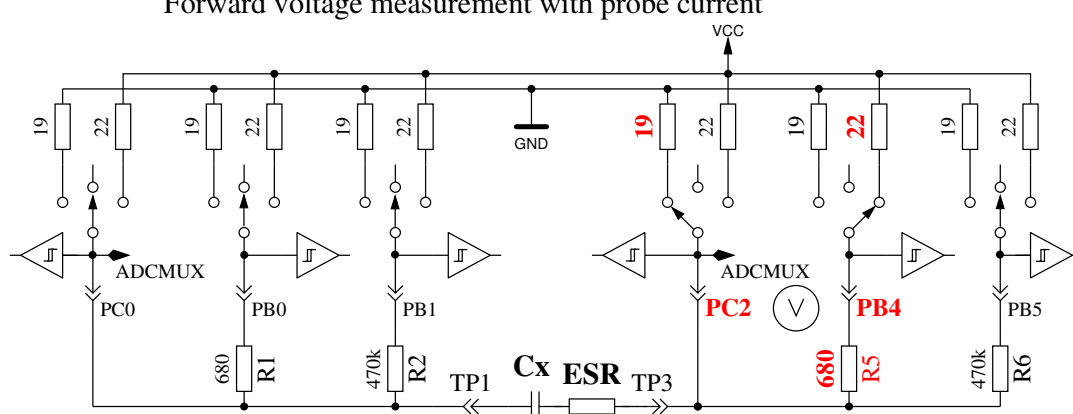 Forward voltage measurement with probe current
VCC
19 22 19 22 19 22 GND 19 22 19 22 19 22
ADCMUX ADCMUX
PC0 PB0 PB1 PC2 V PB4 PB5
680 R1 470k R2 680 R5 470k R6
TP1 Cx ESR TP3